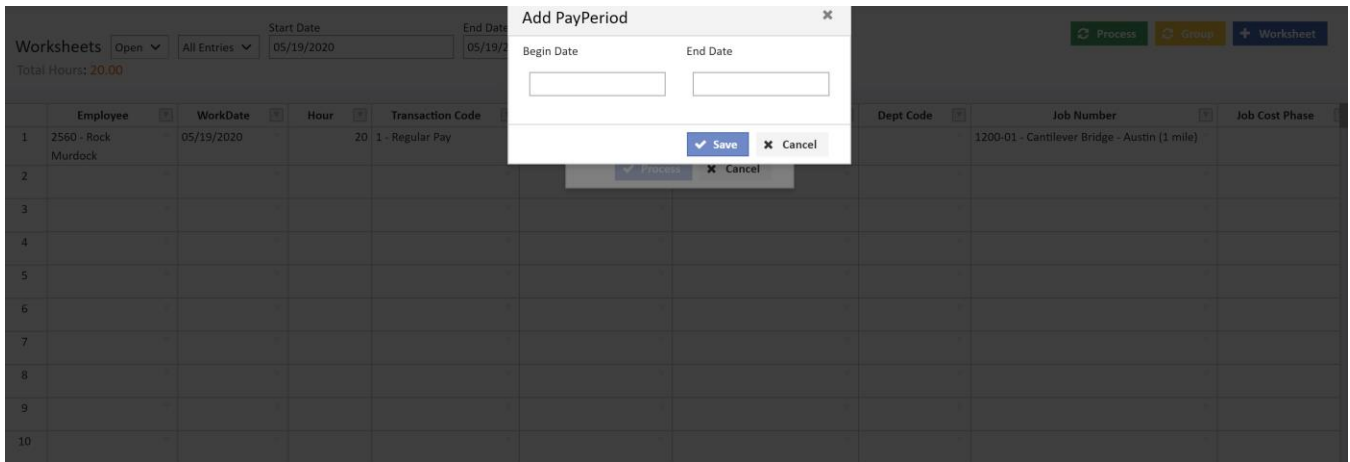 Add PayPeriod
Begin Date End Date
Save Cancel
Process Cancel
Start Date End Date
Worksheets Open All Entries 05/19/2020 05/19/2 Process Group Worksheet
Total Hours: 20.00
Employee WorkDate Hour Transaction Code Dept Code Job Number Job Cost Phase
1 2560 - Rock 05/19/2020 20 1 - Regular Pay 1200-01 - Cantilever Bridge - Austin (1 mile)
Murdock
2
3
4
5
6
7
8
9
10